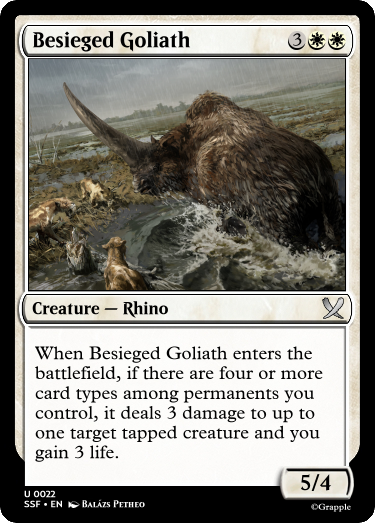 Besieged Goliath 3
Creature — Rhino
When Besieged Goliath enters the
battlefield, if there are four or more
card types among permanents you
control, it deals 3 damage to up to
one target tapped creature and you
gain 3 life.
5/4
U 0022
SSF • EN Balázs Petheo
©Grapple